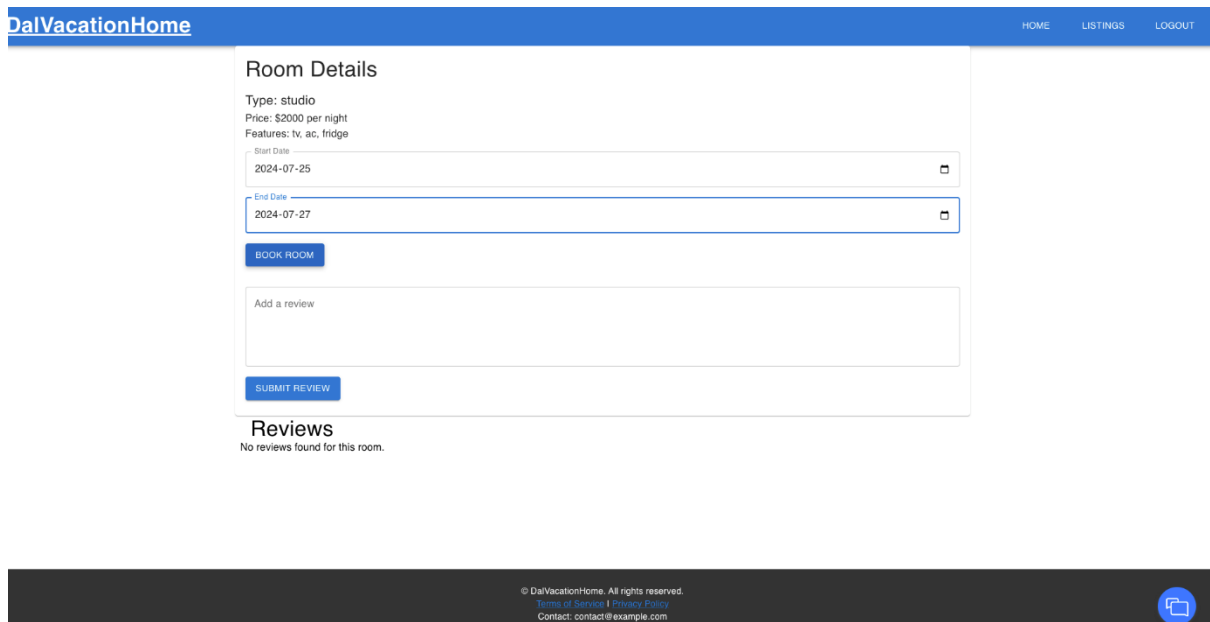 DalVacationHome
HOME LISTINGS LOGOUT
Room Details
Type: studio
Price: $2000 per night
Features: tv, ac, fridge
Start Date
2024-07-25
End Date
2024-07-27
BOOK ROOM
Add a review
SUBMIT REVIEW
Reviews
No reviews found for this room.
© DalVacationHome. All rights reserved.
Terms of Service | Privacy Policy
Contact: contact@example.com